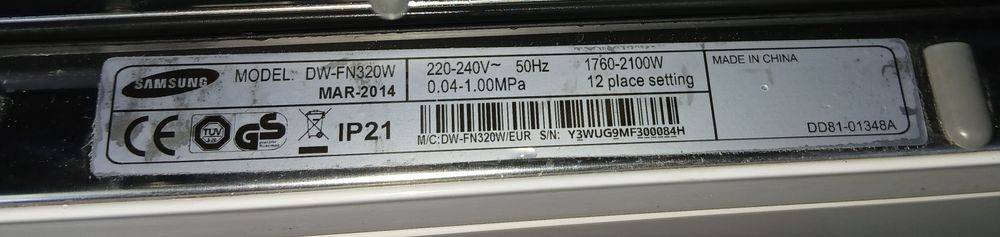 SAMSUNG
MODEL: DW-FN320W
MAR-2014
220-240V~ 50Hz 1760-2100W
0.04-1.00MPa 12 place setting
MADE IN CHINA
CE
TUV
GS
IP21
M/C:DW-FN320W/EUR S/N: Y3WUG9MF300084H
DD81-01348A